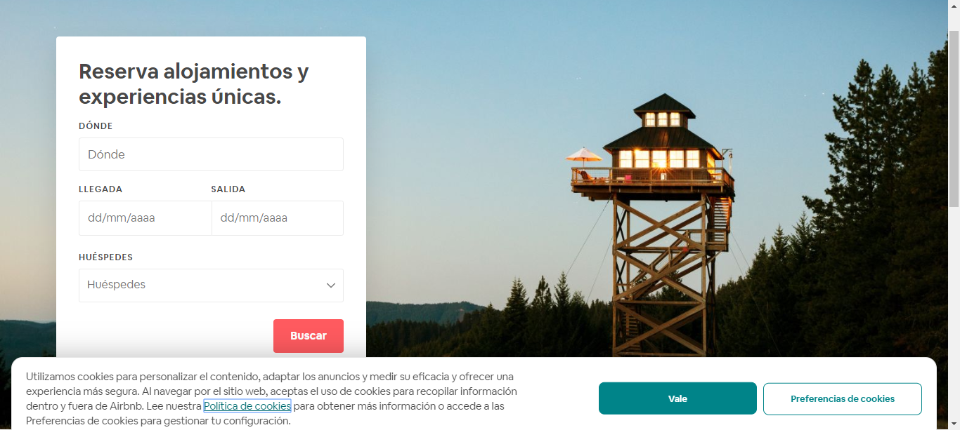 Reserva alojamientos y
experiencias únicas.
DÓNDE
Dónde
LLEGADA SALIDA
dd/mm/aaaa dd/mm/aaaa
HUÉSPEDES
Huéspedes
Buscar
Utilizamos cookies para personalizar el contenido, adaptar los anuncios y medir su eficacia y ofrecer una
experiencia más segura. Al navegar por el sitio web, aceptas el uso de cookies para recopilar información
dentro y fuera de Airbnb. Lee nuestra Política de cookies para obtener más información o accede a las
Preferencias de cookies para gestionar tu configuración.
Vale
Preferencias de cookies